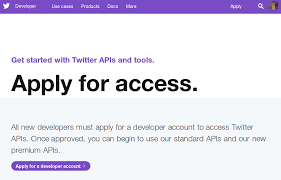 Developer Use cases Products Docs More Apply
Get started with Twitter APIs and tools.
Apply for access.
All new developers must apply for a developer account to access Twitter
APIs. Once approved, you can begin to use our standard APIs and our new
premium APIs.
Apply for a developer account